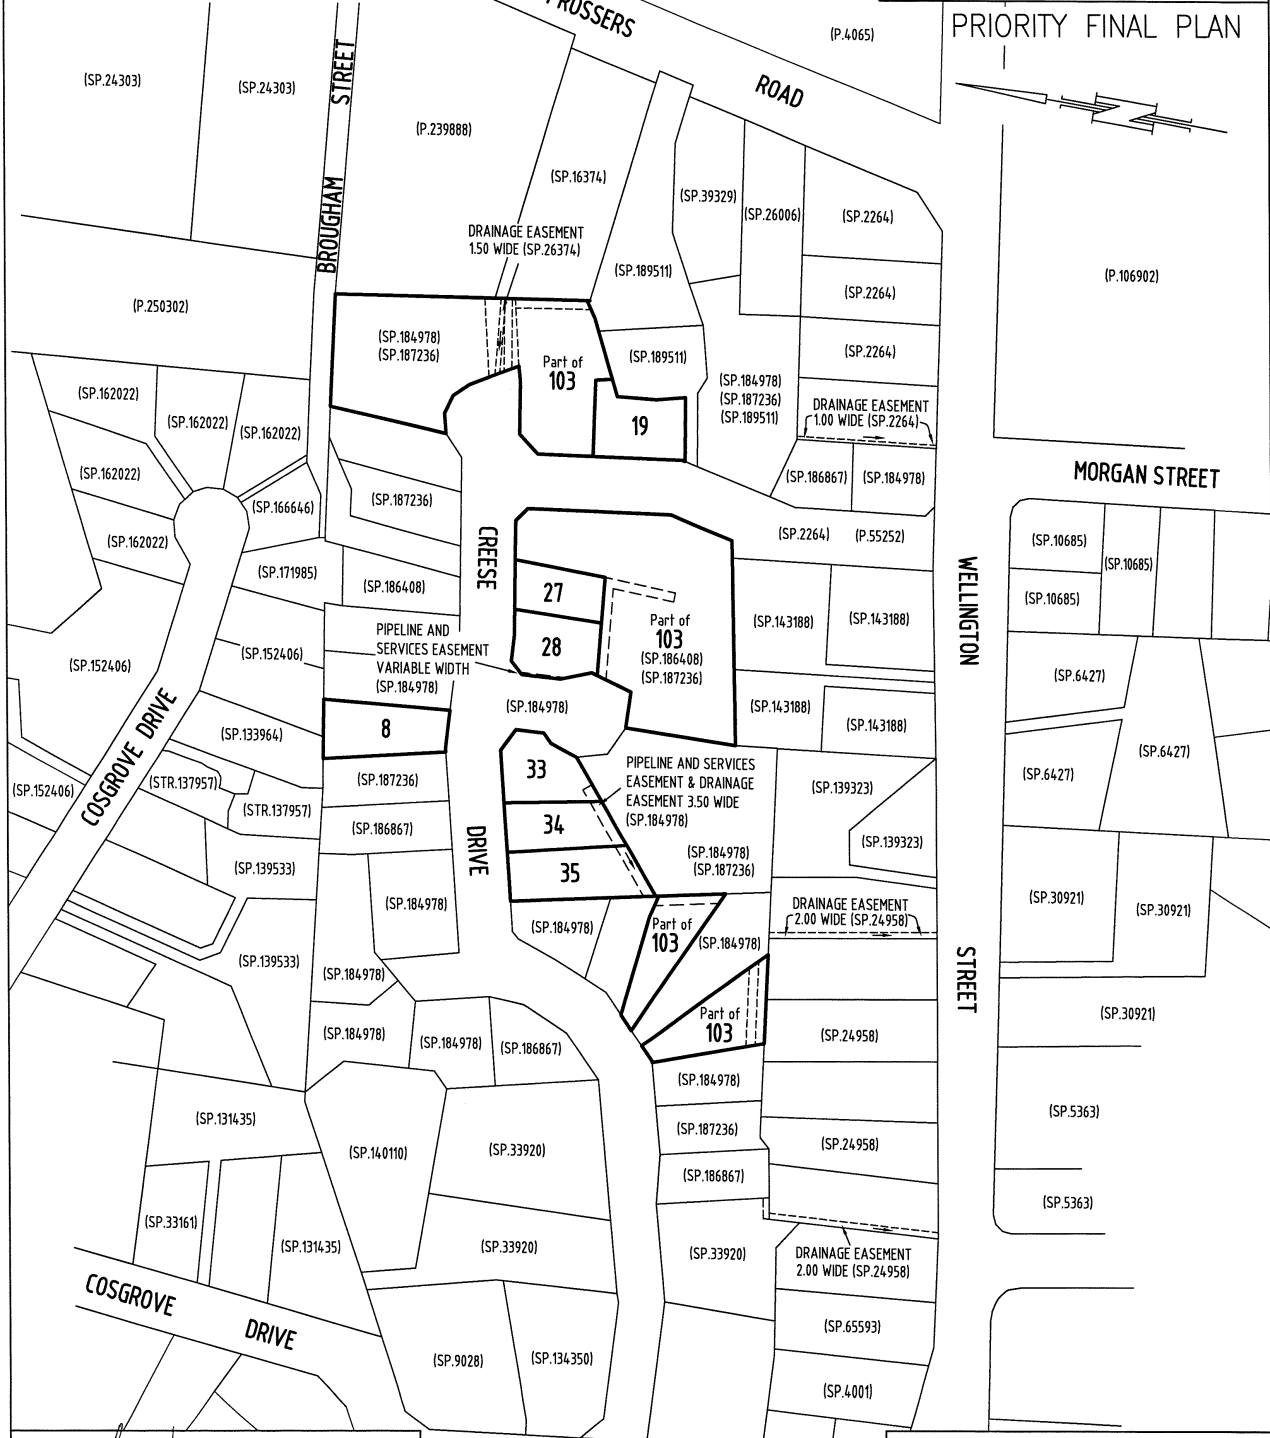 PRIORITY FINAL PLAN
PROSSERS
ROAD
(P.4065)
(SP.24303)
(SP.24303)
BROUGHAM STREET
(P.239888)
(SP.16374)
(SP.39329)
(SP.26006)
(SP.2264)
DRAINAGE EASEMENT
1.50 WIDE (SP.26374)
(SP.189511)
(SP.2264)
(P.106902)
(P.250302)
(SP.184978)
(SP.187236)
Part of
103
(SP.189511)
(SP.2264)
(SP.184978)
(SP.187236)
(SP.189511)
(SP.162022)
(SP.162022)
(SP.162022)
19
DRAINAGE EASEMENT
1.00 WIDE (SP.2264)
(SP.162022)
(SP.187236)
(SP.186867)
(SP.184978)
MORGAN STREET
(SP.166646)
(SP.162022)
(SP.2264)
(P.55252)
(SP.10685)
(SP.10685)
(SP.10685)
CREESE
(SP.171985)
(SP.186408)
27
28
Part of
103
(SP.186408)
(SP.187236)
(SP.143188)
(SP.143188)
WELLINGTON
PIPELINE AND
SERVICES EASEMENT
VARIABLE WIDTH
(SP.184978)
(SP.152406)
(SP.152406)
(SP.6427)
COSGROVE DRIVE
(SP.133964)
8
(SP.184978)
(SP.143188)
(SP.143188)
(SP.6427)
(SP.6427)
(SP.152406)
(STR.137957)
(STR.137957)
(SP.187236)
33
PIPELINE AND SERVICES
EASEMENT & DRAINAGE
EASEMENT 3.50 WIDE
(SP.184978)
(SP.139323)
(SP.186867)
34
(SP.139323)
DRIVE
(SP.184978)
(SP.187236)
(SP.139533)
35
(SP.184978)
(SP.184978)
Part of
103
(SP.184978)
DRAINAGE EASEMENT
2.00 WIDE (SP.24958)
(SP.30921)
(SP.30921)
STREET
(SP.139533)
(SP.184978)
Part of
103
(SP.30921)
(SP.184978)
(SP.184978)
(SP.186867)
(SP.24958)
(SP.184978)
(SP.131435)
(SP.140110)
(SP.33920)
(SP.187236)
(SP.24958)
(SP.5363)
(SP.186867)
(SP.5363)
(SP.33161)
(SP.131435)
(SP.33920)
(SP.33920)
DRAINAGE EASEMENT
2.00 WIDE (SP.24958)
COSGROVE DRIVE
(SP.65593)
(SP.9028)
(SP.134350)
(SP.4001)